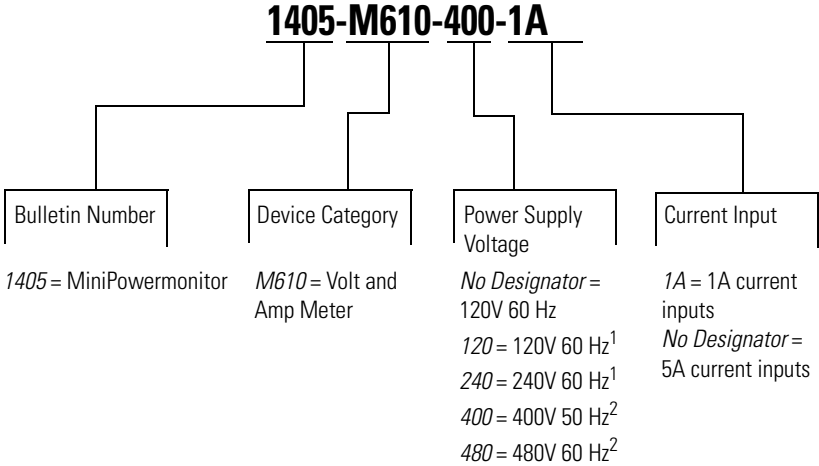 1405-M610-400-1A
Bulletin Number
1405 = MiniPowermonitor
Device Category
M610 = Volt and
Amp Meter
Power Supply
Voltage
No Designator =
120V 60 Hz
120 = 120V 60 Hz¹
240 = 240V 60 Hz¹
400 = 400V 50 Hz²
480 = 480V 60 Hz²
Current Input
1A = 1A current
inputs
No Designator =
5A current inputs